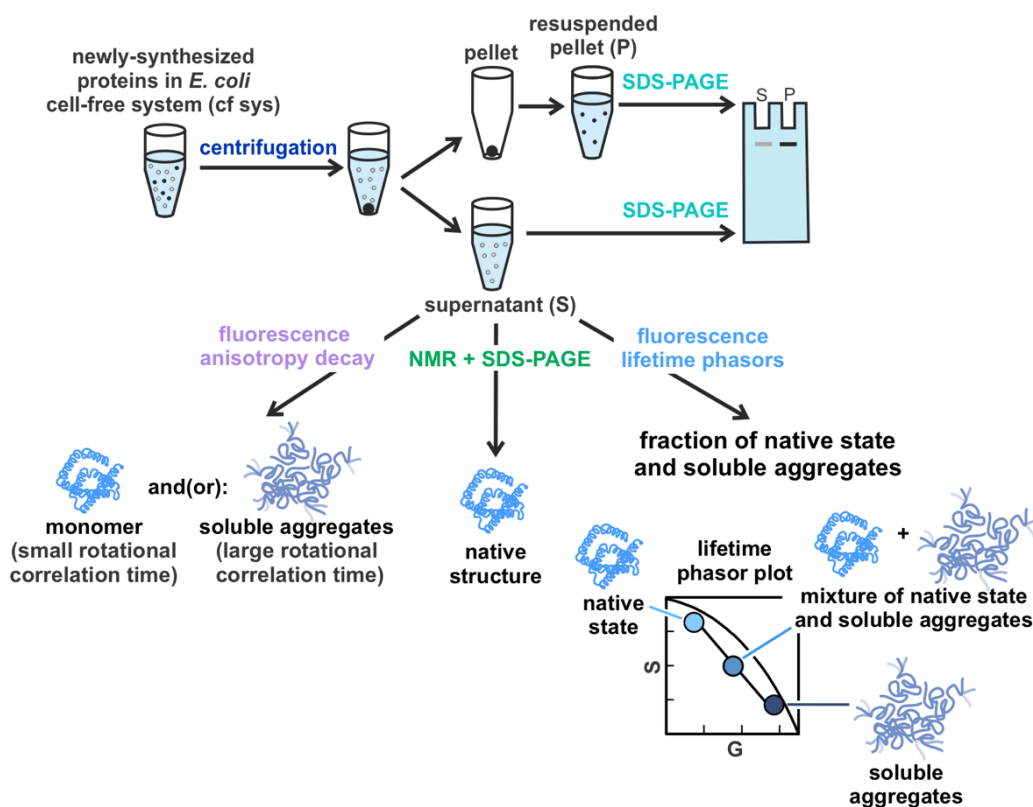 newly-synthesized
proteins in E. coli
cell-free system (cf sys)
centrifugation
pellet
resuspended
pellet (P)
SDS-PAGE
S P
SDS-PAGE
supernatant (S)
fluorescence
anisotropy decay
NMR + SDS-PAGE
fluorescence
lifetime phasors
and(or):
monomer
(small rotational
correlation time)
soluble aggregates
(large rotational
correlation time)
native
structure
fraction of native state
and soluble aggregates
+
lifetime
phasor plot
mixture of native state
and soluble aggregates
native
state
S
G
soluble
aggregates